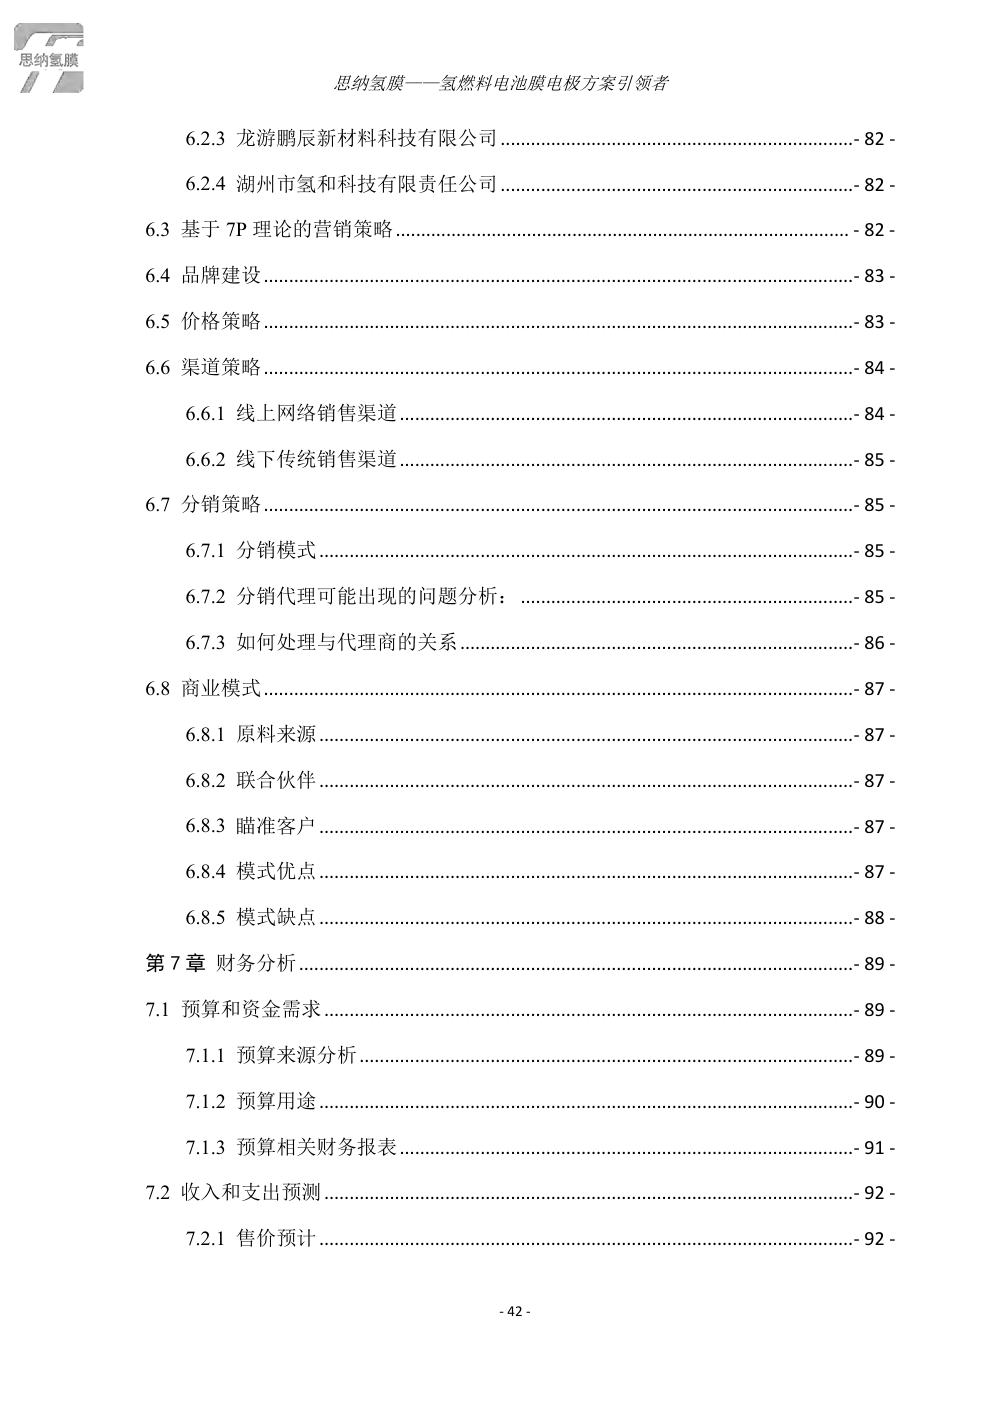 思纳氢膜
思纳氢膜——氢燃料电池膜电极方案引领者
6.2.3 龙游鹏辰新材料科技有限公司......................................................................- 82 -
6.2.4 湖州市氢和科技有限责任公司......................................................................- 82 -
6.3 基于 7P 理论的营销策略.......................................................................................... - 82 -
6.4 品牌建设.....................................................................................................................- 83 -
6.5 价格策略.....................................................................................................................- 83 -
6.6 渠道策略.....................................................................................................................- 84 -
6.6.1 线上网络销售渠道..........................................................................................- 84 -
6.6.2 线下传统销售渠道..........................................................................................- 85 -
6.7 分销策略.....................................................................................................................- 85 -
6.7.1 分销模式..........................................................................................................- 85 -
6.7.2 分销代理可能出现的问题分析：..................................................................- 85 -
6.7.3 如何处理与代理商的关系..............................................................................- 86 -
6.8 商业模式.....................................................................................................................- 87 -
6.8.1 原料来源..........................................................................................................- 87 -
6.8.2 联合伙伴..........................................................................................................- 87 -
6.8.3 瞄准客户..........................................................................................................- 87 -
6.8.4 模式优点..........................................................................................................- 87 -
6.8.5 模式缺点..........................................................................................................- 88 -
第 7 章 财务分析..............................................................................................................- 89 -
7.1 预算和资金需求.........................................................................................................- 89 -
7.1.1 预算来源分析..................................................................................................- 89 -
7.1.2 预算用途..........................................................................................................- 90 -
7.1.3 预算相关财务报表..........................................................................................- 91 -
7.2 收入和支出预测.........................................................................................................- 92 -
7.2.1 售价预计..........................................................................................................- 92 -
- 42 -